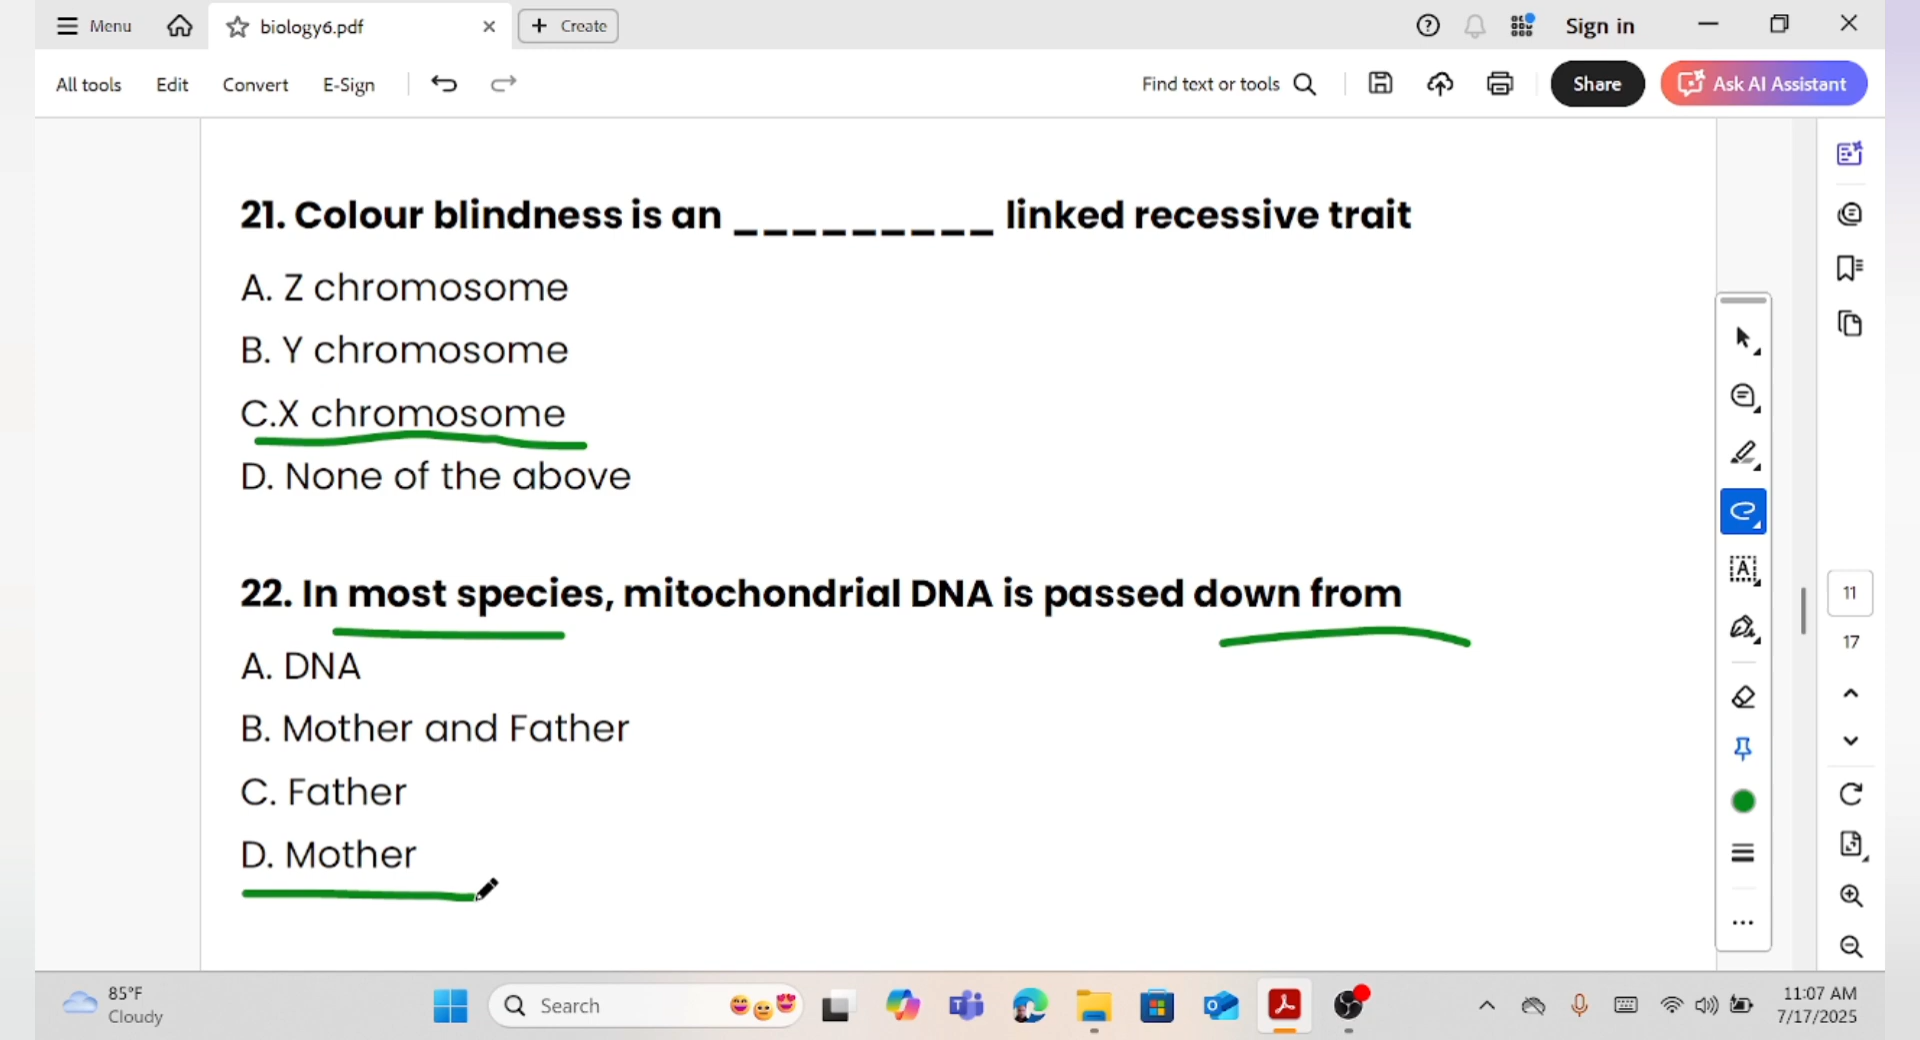 Menu
biology6.pdf
Create
Sign in
All tools
Edit
Convert
E-Sign
Find text or tools
Share
Ask AI Assistant
21. Colour blindness is an _________ linked recessive trait
A. Z chromosome
B. Y chromosome
C.X chromosome
D. None of the above
22. In most species, mitochondrial DNA is passed down from
A. DNA
B. Mother and Father
C. Father
D. Mother
11
17
85°F
Cloudy
Search
11:07 AM
7/17/2025